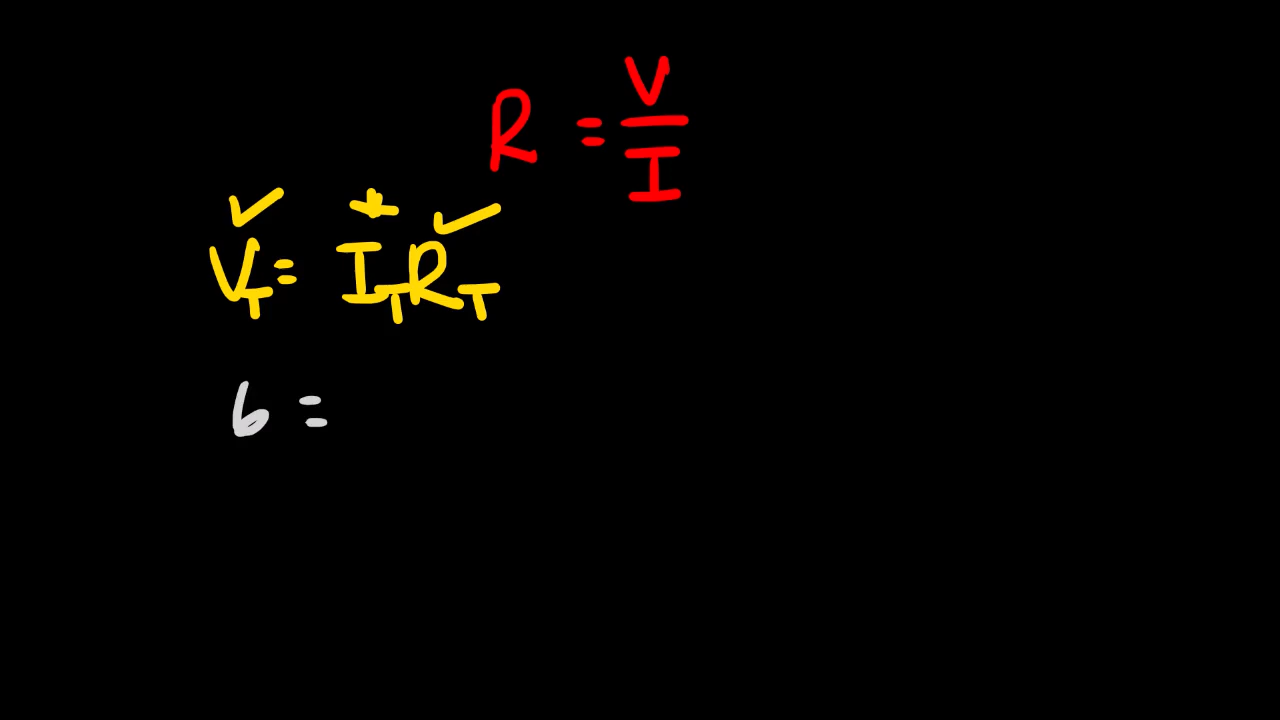 R = V/I
V_T = I_T R_T
6 =